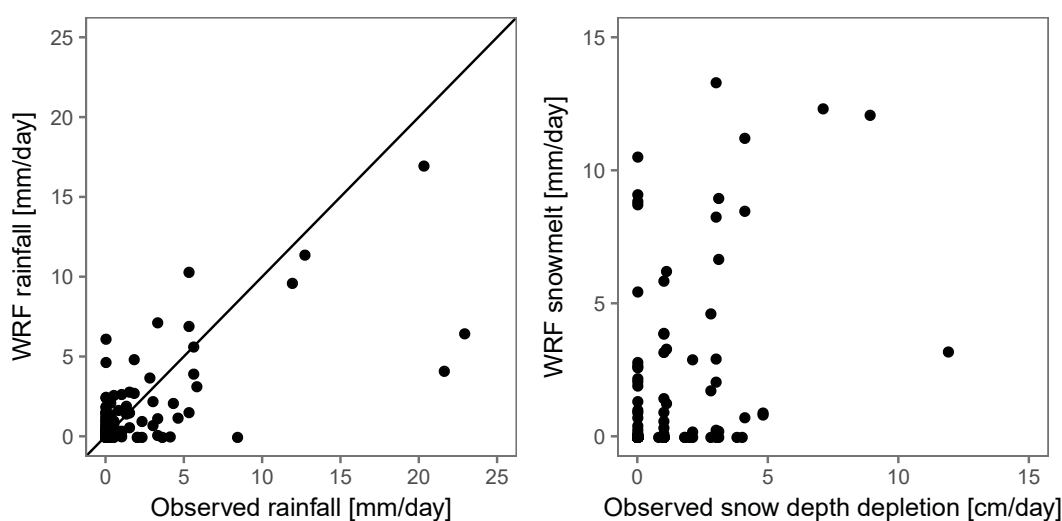 WRF rainfall [mm/day]
25
20
15
10
5
0
0 5 10 15 20 25
Observed rainfall [mm/day]
WRF snowmelt [mm/day]
15
10
5
0
0 5 10 15
Observed snow depth depletion [cm/day]